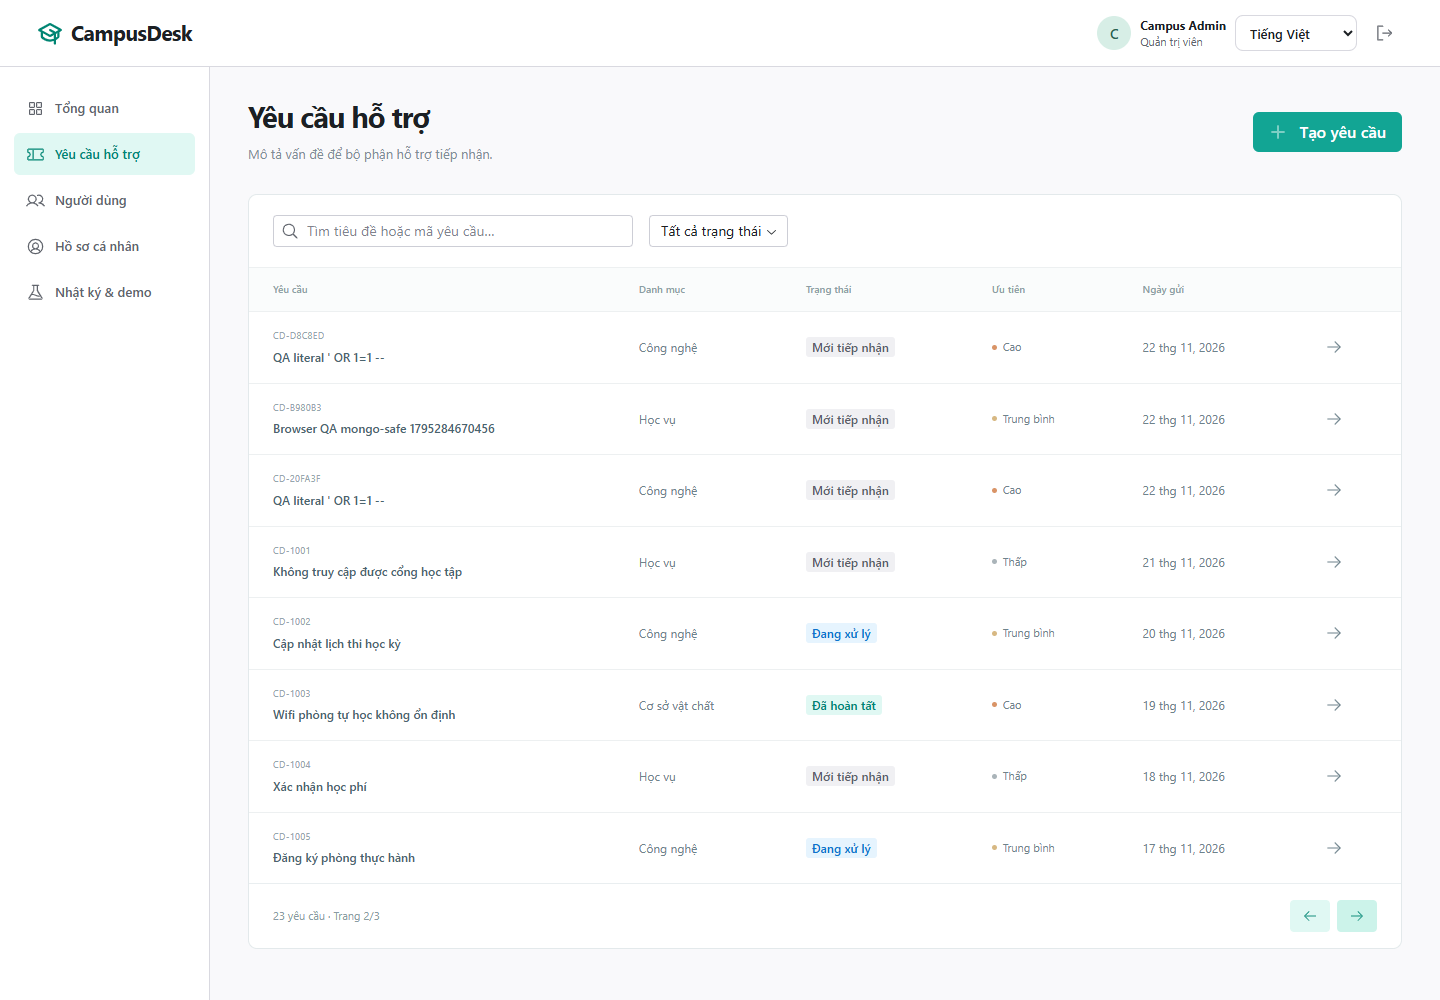 CampusDesk
C
Campus Admin
Quản trị viên
Tiếng Việt
Tổng quan
Yêu cầu hỗ trợ
Người dùng
Hồ sơ cá nhân
Nhật ký & demo
Yêu cầu hỗ trợ
Mô tả vấn đề để bộ phận hỗ trợ tiếp nhận.
Tạo yêu cầu
Tìm tiêu đề hoặc mã yêu cầu...
Tất cả trạng thái
Yêu cầu Danh mục Trạng thái Ưu tiên Ngày gửi
CD-D8C8ED
QA literal ' OR 1=1 --
Công nghệ Mới tiếp nhận Cao 22 thg 11, 2026
CD-B980B3
Browser QA mongo-safe 1795284670456
Học vụ Mới tiếp nhận Trung bình 22 thg 11, 2026
CD-20FA3F
QA literal ' OR 1=1 --
Công nghệ Mới tiếp nhận Cao 22 thg 11, 2026
CD-1001
Không truy cập được cổng học tập
Học vụ Mới tiếp nhận Thấp 21 thg 11, 2026
CD-1002
Cập nhật lịch thi học kỳ
Công nghệ Đang xử lý Trung bình 20 thg 11, 2026
CD-1003
Wifi phòng tự học không ổn định
Cơ sở vật chất Đã hoàn tất Cao 19 thg 11, 2026
CD-1004
Xác nhận học phí
Học vụ Mới tiếp nhận Thấp 18 thg 11, 2026
CD-1005
Đăng ký phòng thực hành
Công nghệ Đang xử lý Trung bình 17 thg 11, 2026
23 yêu cầu · Trang 2/3